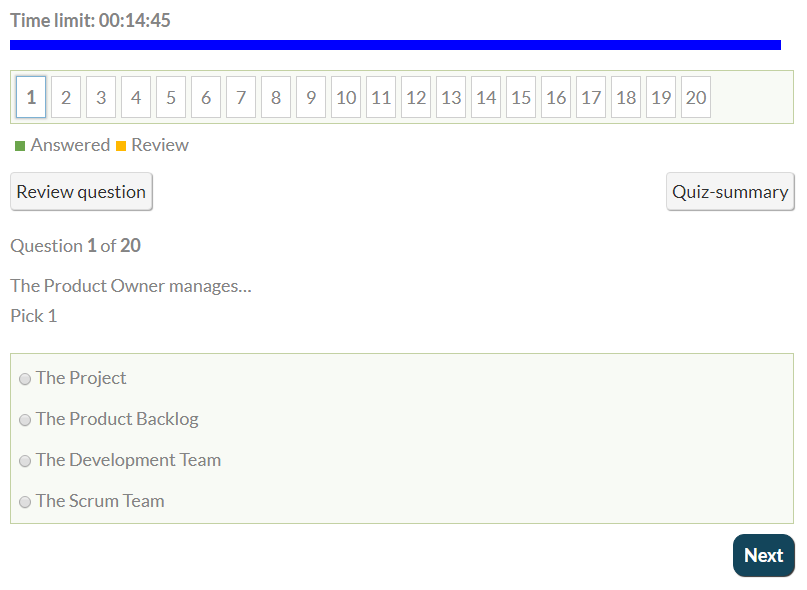 Time limit: 00:14:45
1 2 3 4 5 6 7 8 9 10 11 12 13 14 15 16 17 18 19 20
Answered Review
Review question Quiz-summary
Question 1 of 20
The Product Owner manages...
Pick 1
The Project
The Product Backlog
The Development Team
The Scrum Team
Next